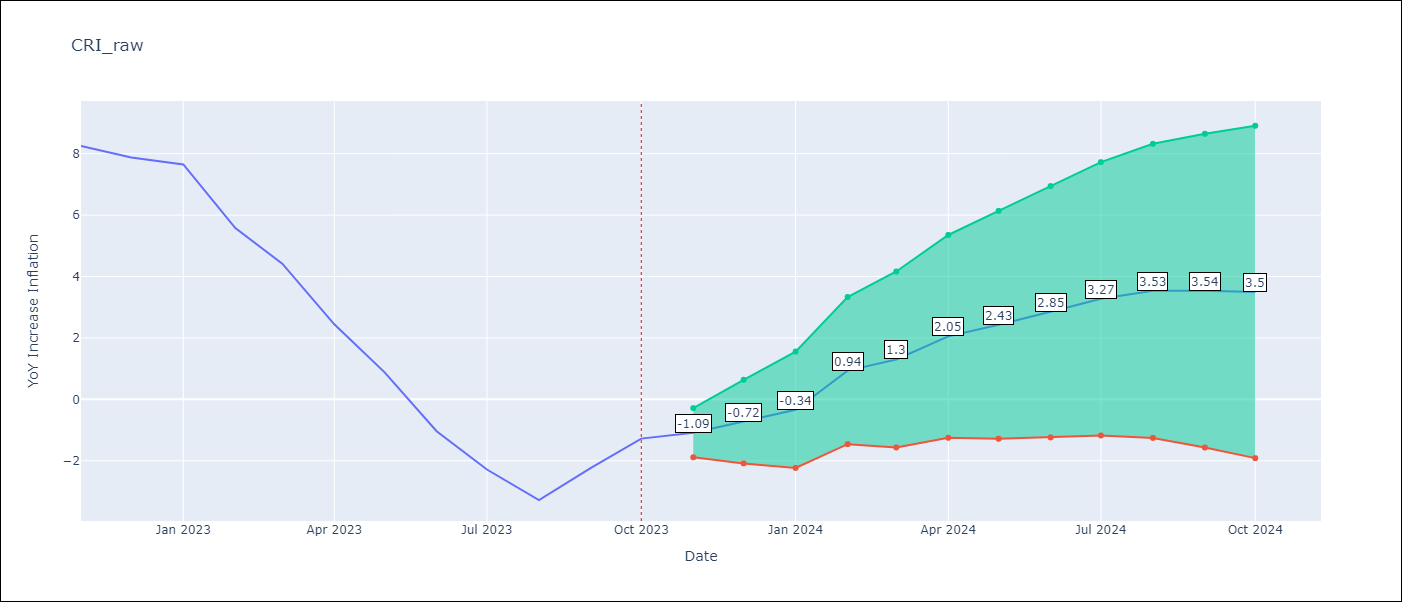 CRI_raw
YoY Increase Inflation
8
6
4
2
0
−2
-1.09
-0.72
-0.34
0.94
1.3
2.05
2.43
2.85
3.27
3.53
3.54
3.5
Jan 2023
Apr 2023
Jul 2023
Oct 2023
Jan 2024
Apr 2024
Jul 2024
Oct 2024
Date